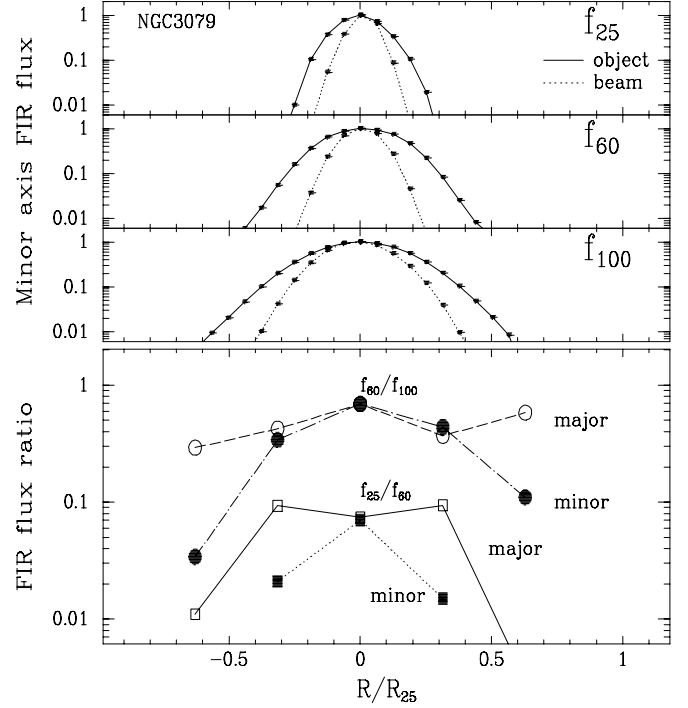 NGC3079
f25
object
beam
1
0.1
0.01
f60
1
0.1
0.01
f100
1
0.1
0.01
Minor axis FIR flux
f60/f100
1
major
minor
f25/f60
0.1
major
minor
0.01
FIR flux ratio
−0.5 0 0.5 1
R/R25